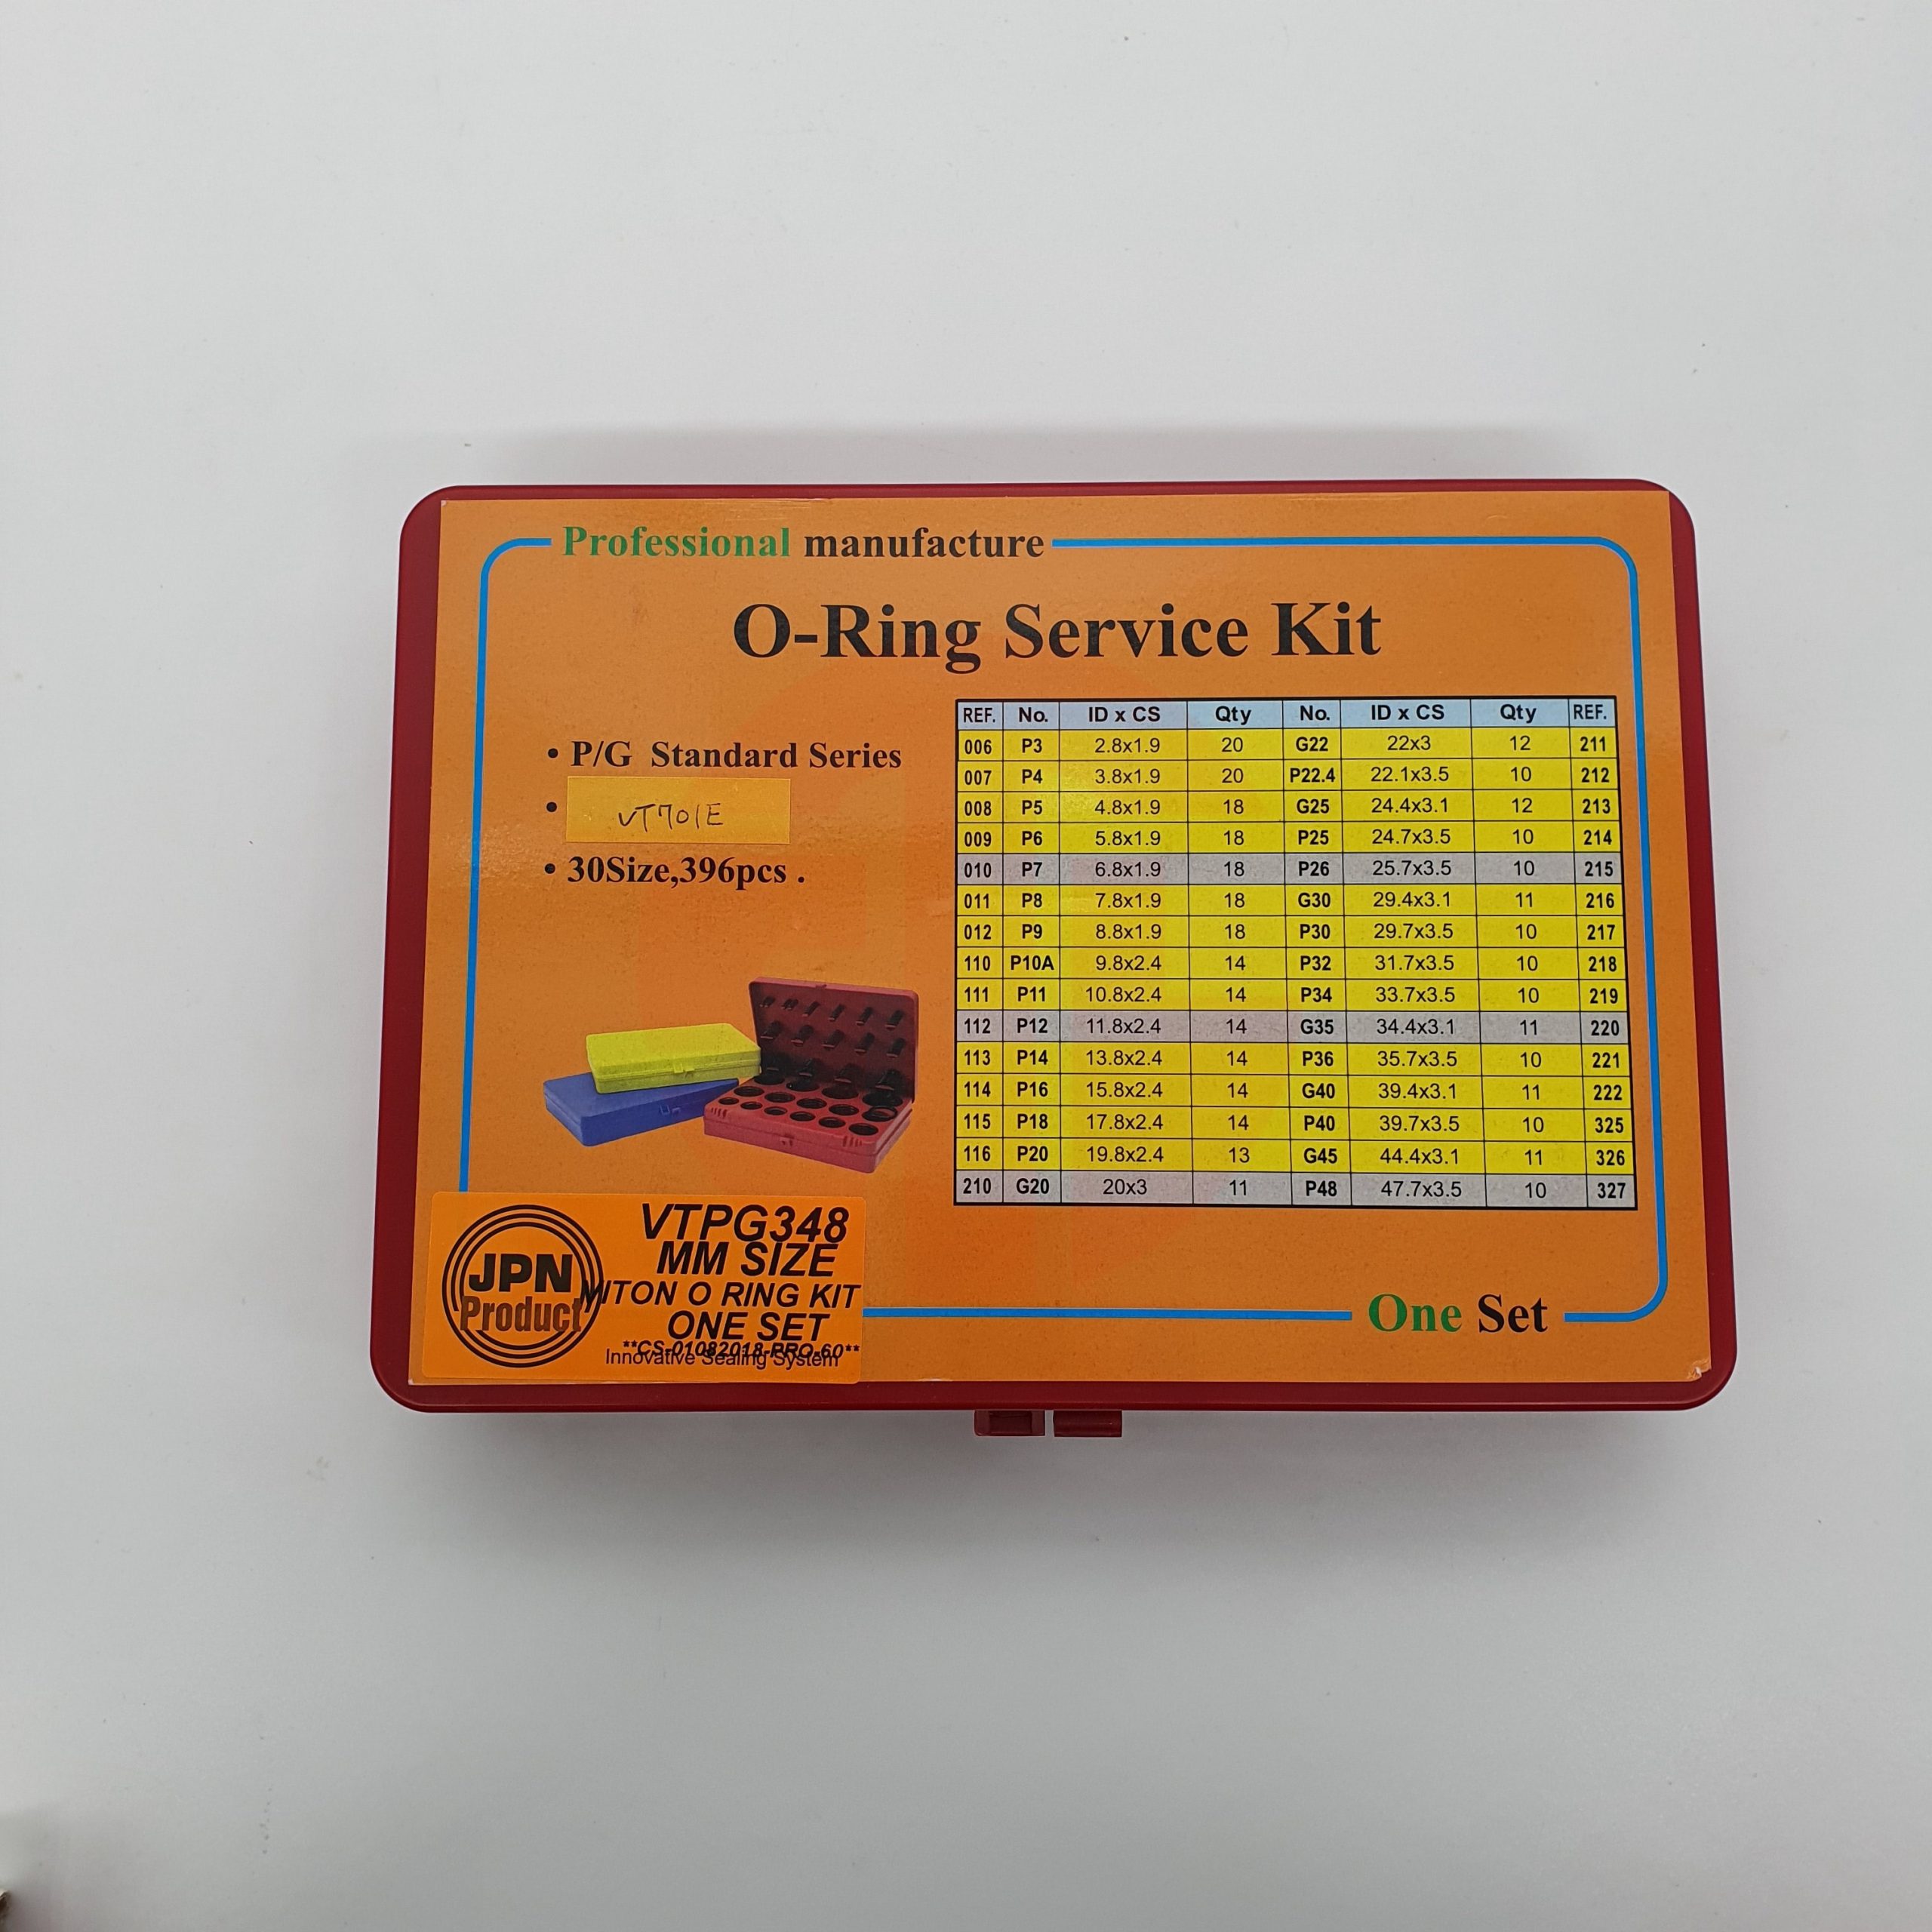 Professional manufacture
O-Ring Service Kit
• P/G Standard Series
• VT701E
• 30Size,396pcs .
REF. No. ID x CS Qty No. ID x CS Qty REF.
006 P3 2.8x1.9 20 G22 22x3 12 211
007 P4 3.8x1.9 20 P22.4 22.1x3.5 10 212
008 P5 4.8x1.9 18 G25 24.4x3.1 12 213
009 P6 5.8x1.9 18 P25 24.7x3.5 10 214
010 P7 6.8x1.9 18 P26 25.7x3.5 10 215
011 P8 7.8x1.9 18 G30 29.4x3.1 11 216
012 P9 8.8x1.9 18 P30 29.7x3.5 10 217
110 P10A 9.8x2.4 14 P32 31.7x3.5 10 218
111 P11 10.8x2.4 14 P34 33.7x3.5 10 219
112 P12 11.8x2.4 14 G35 34.4x3.1 11 220
113 P14 13.8x2.4 14 P36 35.7x3.5 10 221
114 P16 15.8x2.4 14 G40 39.4x3.1 11 222
115 P18 17.8x2.4 14 P40 39.7x3.5 10 325
116 P20 19.8x2.4 13 G45 44.4x3.1 11 326
210 G20 20x3 11 P48 47.7x3.5 10 327
JPN
Product
VTPG348
MM SIZE
O RING KIT
ONE SET
**CS-01082018-PRO-60**
Innovative Sealing System
One Set